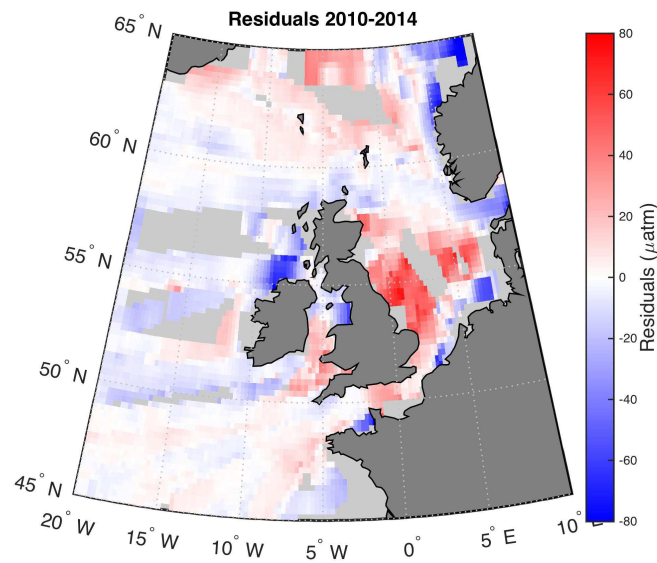 Residuals 2010-2014
65° N
60° N
55° N
50° N
45° N
20° W
15° W
10° W
5° W
0°
5° E
10° E
80
60
40
20
0
-20
-40
-60
-80
Residuals (μatm)